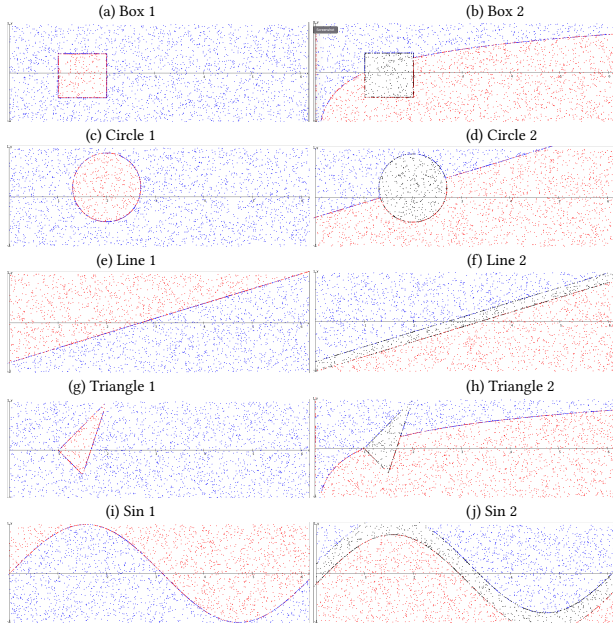 (a) Box 1
(b) Box 2
(c) Circle 1
(d) Circle 2
(e) Line 1
(f) Line 2
(g) Triangle 1
(h) Triangle 2
(i) Sin 1
(j) Sin 2